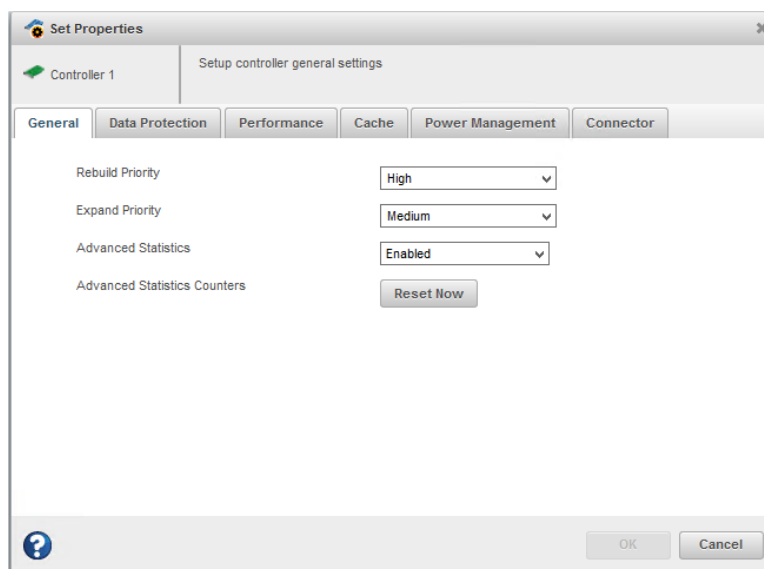 Set Properties
Controller 1
Setup controller general settings
General Data Protection Performance Cache Power Management Connector
Rebuild Priority High
Expand Priority Medium
Advanced Statistics Enabled
Advanced Statistics Counters Reset Now
? OK Cancel